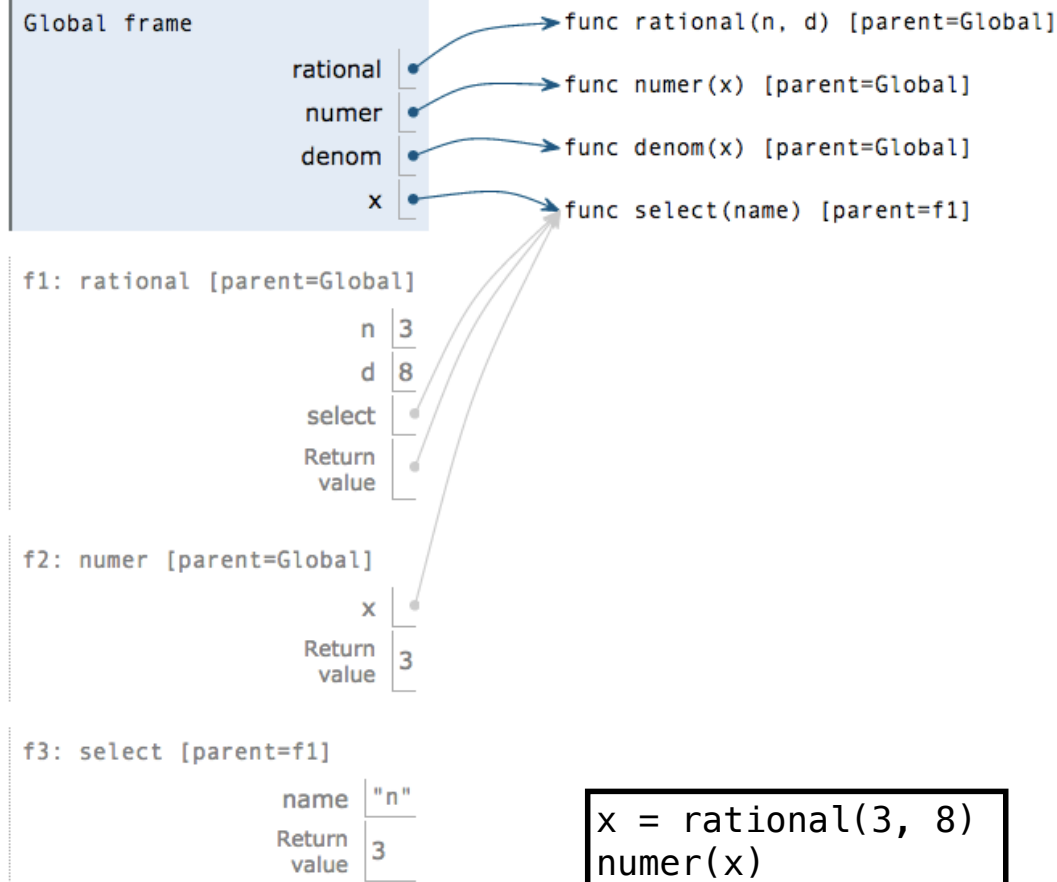 Global frame
rational
numer
denom
x
func rational(n, d) [parent=Global]
func numer(x) [parent=Global]
func denom(x) [parent=Global]
func select(name) [parent=f1]
f1: rational [parent=Global]
n 3
d 8
select
Return
value
f2: numer [parent=Global]
x
Return
value 3
f3: select [parent=f1]
name "n"
Return
value 3
x = rational(3, 8)
numer(x)